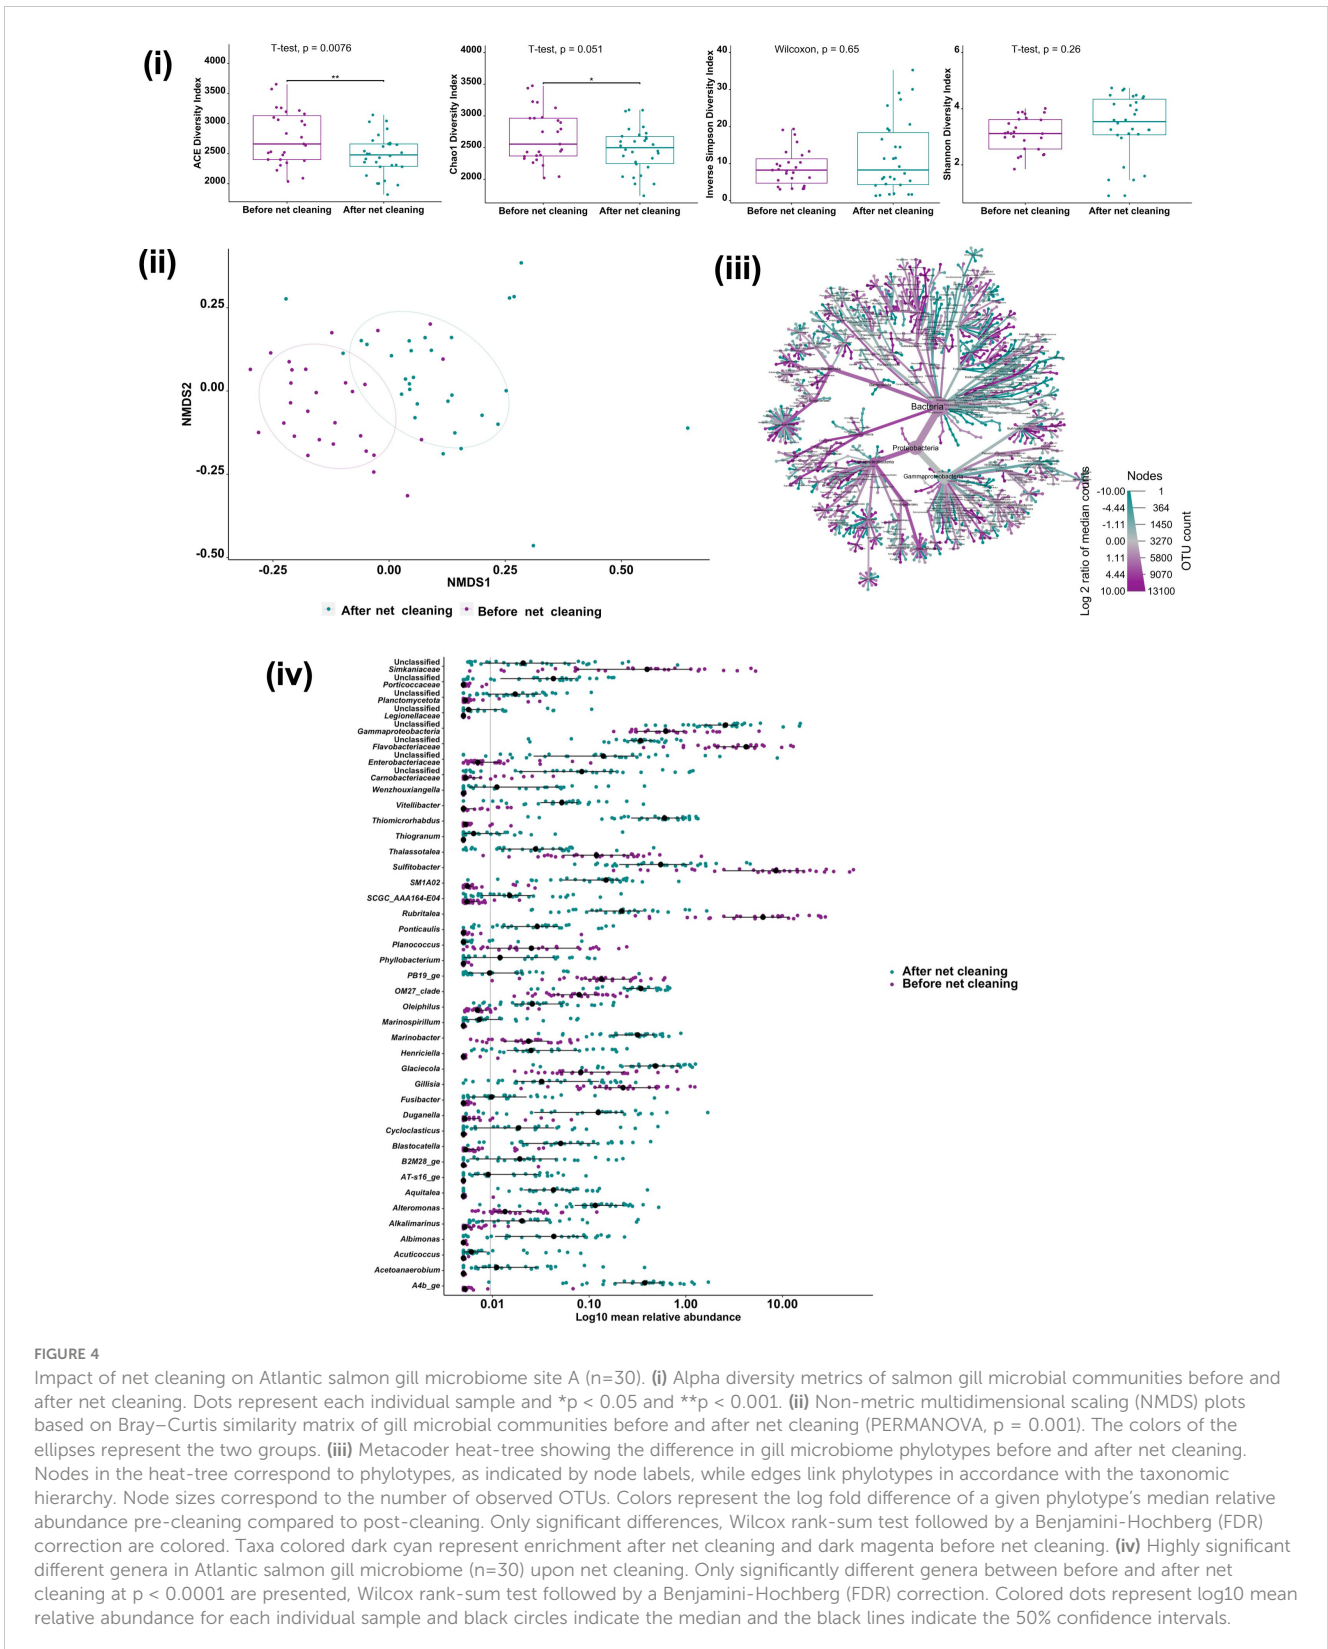 (i)
T-test, p = 0.0076
**
ACE Diversity Index
4000
3500
3000
2500
2000
Before net cleaning
After net cleaning
T-test, p = 0.051
*
Chao1 Diversity Index
4000
3500
3000
2500
2000
Before net cleaning
After net cleaning
Wilcoxon, p = 0.65
Inverse Simpson Diversity Index
40
30
20
10
0
Before net cleaning
After net cleaning
T-test, p = 0.26
Shannon Diversity Index
6
4
2
Before net cleaning
After net cleaning
(ii)
NMDS2
0.25
0.00
-0.25
-0.50
-0.25
0.00
0.25
0.50
NMDS1
After net cleaning
Before net cleaning
(iii)
Bacteria
Proteobacteria
Gammaproteobacteria
Nodes
Log 2 ratio of median counts
OTU count
-10.00 1
-4.44 364
-1.11 1450
0.00 3270
1.11 5800
4.44 9070
10.00 13100
(iv)
Unclassified
Simkaniaceae
Unclassified
Porticoccaceae
Unclassified
Planctomycetota
Unclassified
Legionellaceae
Unclassified
Gammaproteobacteria
Unclassified
Flavobacteriaceae
Unclassified
Enterobacteriaceae
Unclassified
Carnobacteriaceae
Wenzhouxiangella
Vitellibacter
Thiomicrorhabdus
Thiogranum
Thalassotalea
Sulfitobacter
SM1A02
SCGC_AAA164-E04
Rubritalea
Ponticaulis
Planococcus
Phyllobacterium
PB19_ge
OM27_clade
Oleiphilus
Marinospirillum
Marinobacter
Henriciella
Glaciecola
Gillisia
Fusibacter
Duganella
Cycloclasticus
Blastocatella
B2M28_ge
AT-s16_ge
Aquitalea
Alteromonas
Alkalimarinus
Albimonas
Acuticoccus
Acetoanaerobium
A4b_ge
0.01
0.10
1.00
10.00
Log10 mean relative abundance
After net cleaning
Before net cleaning
FIGURE 4
Impact of net cleaning on Atlantic salmon gill microbiome site A (n=30). (i) Alpha diversity metrics of salmon gill microbial communities before and
after net cleaning. Dots represent each individual sample and *p < 0.05 and **p < 0.001. (ii) Non-metric multidimensional scaling (NMDS) plots
based on Bray–Curtis similarity matrix of gill microbial communities before and after net cleaning (PERMANOVA, p = 0.001). The colors of the
ellipses represent the two groups. (iii) Metacoder heat-tree showing the difference in gill microbiome phylotypes before and after net cleaning.
Nodes in the heat-tree correspond to phylotypes, as indicated by node labels, while edges link phylotypes in accordance with the taxonomic
hierarchy. Node sizes correspond to the number of observed OTUs. Colors represent the log fold difference of a given phylotype's median relative
abundance pre-cleaning compared to post-cleaning. Only significant differences, Wilcox rank-sum test followed by a Benjamini-Hochberg (FDR)
correction are colored. Taxa colored dark cyan represent enrichment after net cleaning and dark magenta before net cleaning. (iv) Highly significant
different genera in Atlantic salmon gill microbiome (n=30) upon net cleaning. Only significantly different genera between before and after net
cleaning at p < 0.0001 are presented, Wilcox rank-sum test followed by a Benjamini-Hochberg (FDR) correction. Colored dots represent log10 mean
relative abundance for each individual sample and black circles indicate the median and the black lines indicate the 50% confidence intervals.